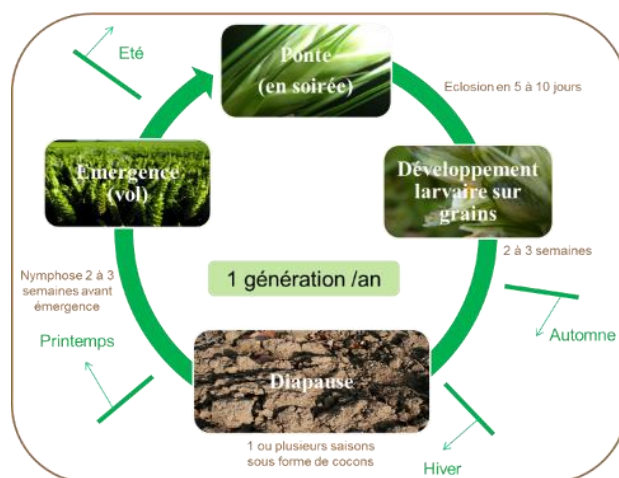 Eté
Ponte
(en soirée)
Eclosion en 5 à 10 jours
Emergence
(vol)
Développement
larvaire sur
grains
2 à 3 semaines
Nymphose 2 à 3
semaines avant
émergence
1 génération /an
Printemps
Automne
Diapause
1 ou plusieurs saisons
sous forme de cocons
Hiver